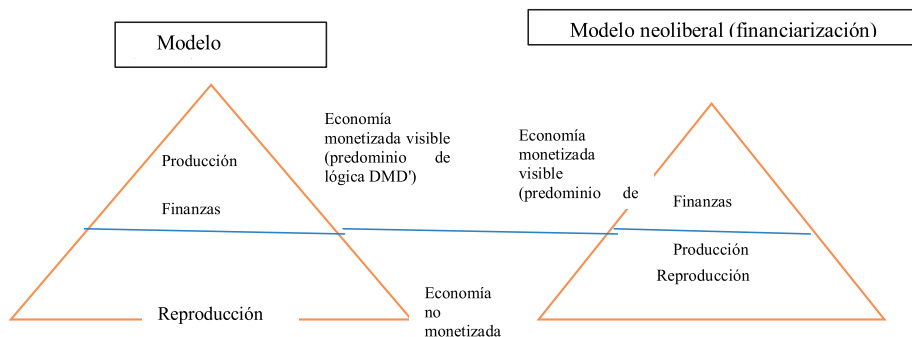 Modelo
Modelo neoliberal (financiarización)
Economía
monetizada visible
(predominio de
lógica DMD')
Economía
monetizada
visible
(predominio de
Producción
Finanzas
Finanzas
Producción
Reproducción
Reproducción
Economía
no
monetizada